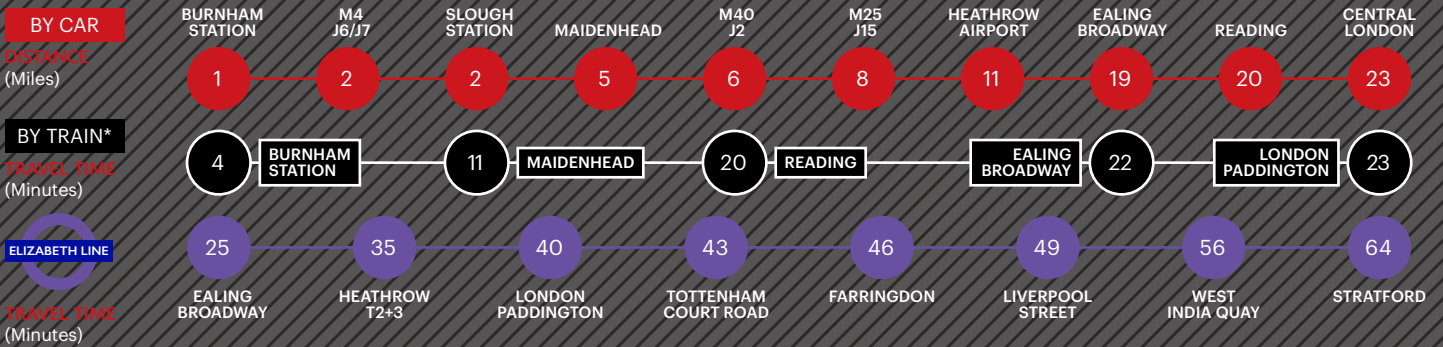 BY CAR
DISTANCE
(Miles)
BURNHAM
STATION
1
M4
J6/J7
2
SLOUGH
STATION
2
MAIDENHEAD
5
M40
J2
6
M25
J15
8
HEATHROW
AIRPORT
11
EALING
BROADWAY
19
READING
20
CENTRAL
LONDON
23
BY TRAIN*
TRAVEL TIME
(Minutes)
4
BURNHAM
STATION
11
MAIDENHEAD
20
READING
EALING
BROADWAY
22
LONDON
PADDINGTON
23
ELIZABETH LINE
TRAVEL TIME
(Minutes)
25
EALING
BROADWAY
35
HEATHROW
T2+3
40
LONDON
PADDINGTON
43
TOTTENHAM
COURT ROAD
46
FARRINGDON
49
LIVERPOOL
STREET
56
WEST
INDIA QUAY
64
STRATFORD